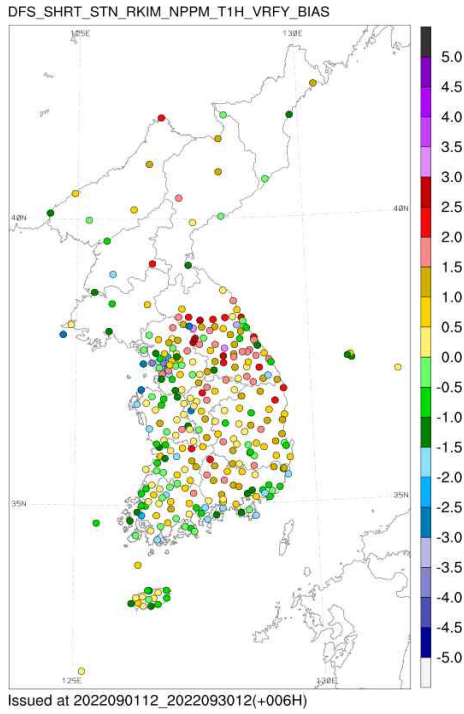 DFS_SHRT_STN_RKIM_NPPM_T1H_VRFY_BIAS
125E
130E
40N
40N
35N
35N
125E
130E
5.0
4.5
4.0
3.5
3.0
2.5
2.0
1.5
1.0
0.5
0.0
-0.5
-1.0
-1.5
-2.0
-2.5
-3.0
-3.5
-4.0
-4.5
-5.0
Issued at 2022090112_2022093012(+006H)